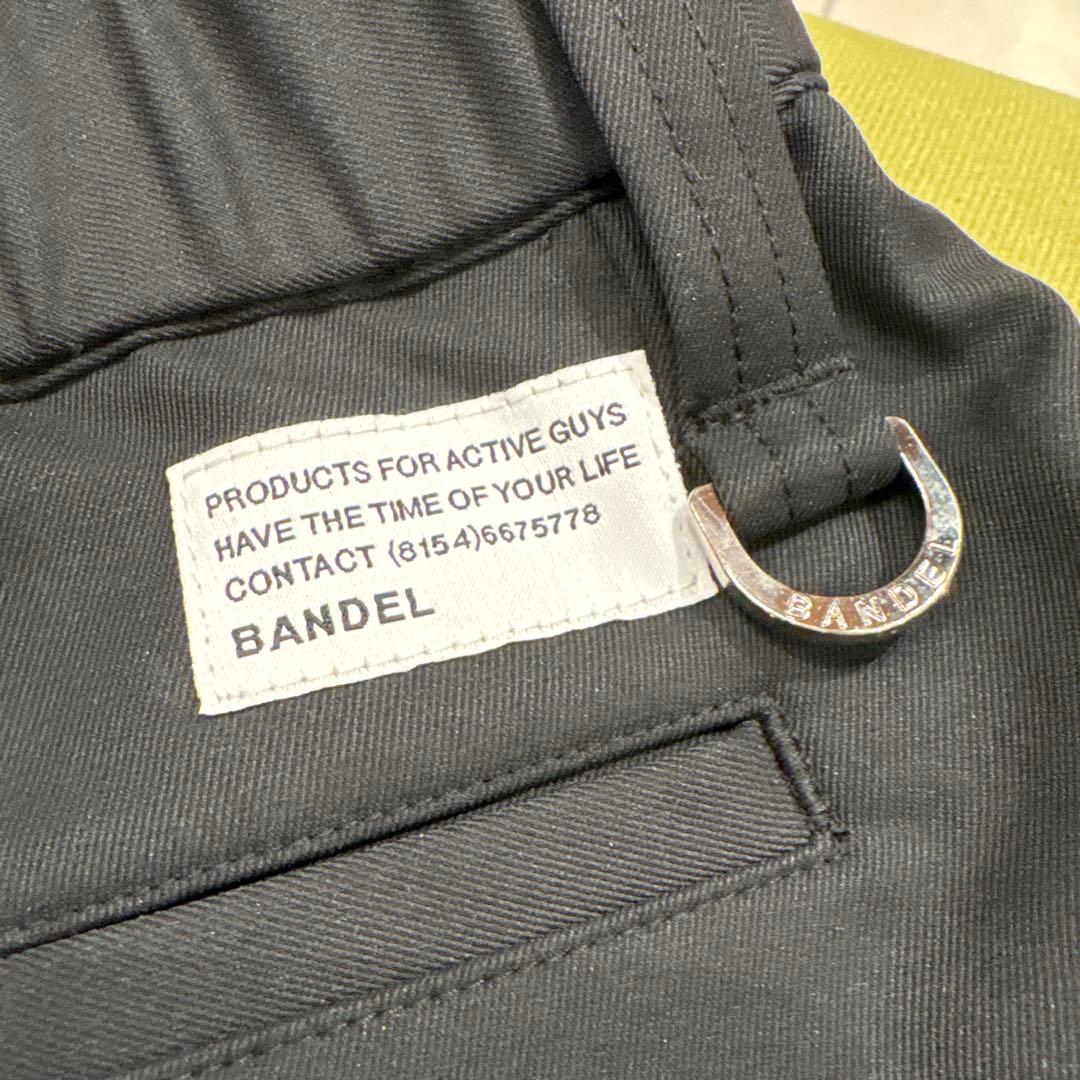 PRODUCTS FOR ACTIVE GUYS
HAVE THE TIME OF YOUR LIFE
CONTACT (8154)6675778
BANDEL
BANDEL